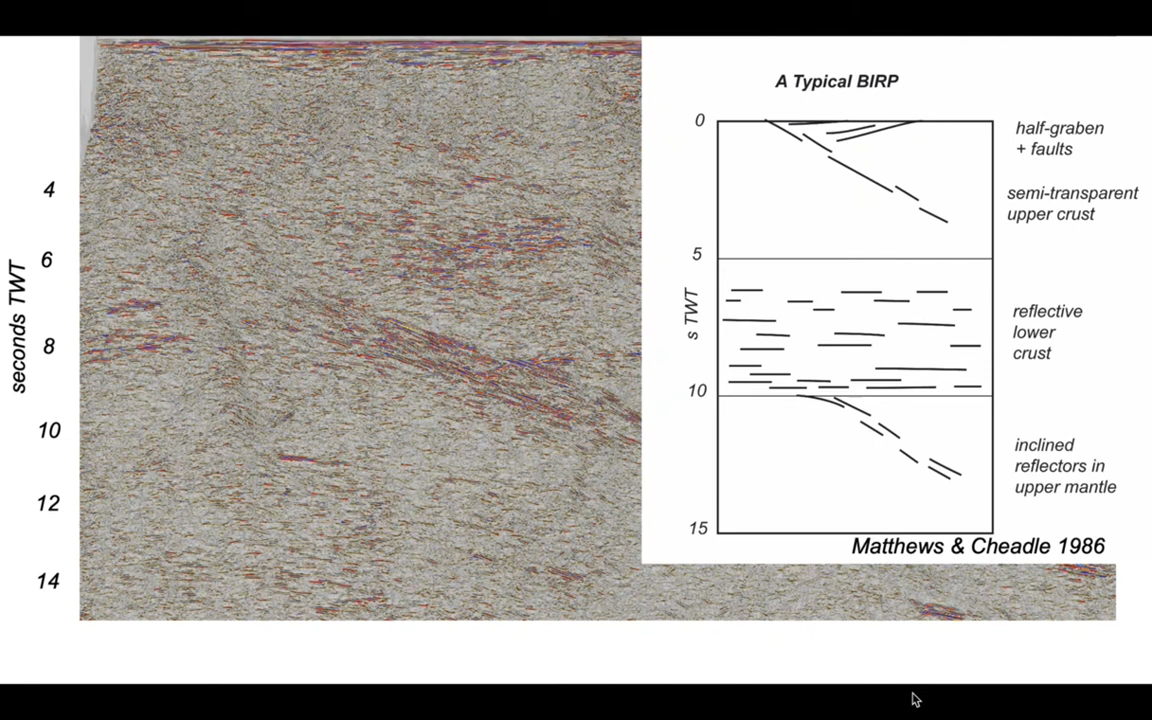 A Typical BIRP
0
half-graben
+ faults
semi-transparent
upper crust
5
s TWT
reflective
lower
crust
10
inclined
reflectors in
upper mantle
15
Matthews & Cheadle 1986
seconds TWT
4
6
8
10
12
14